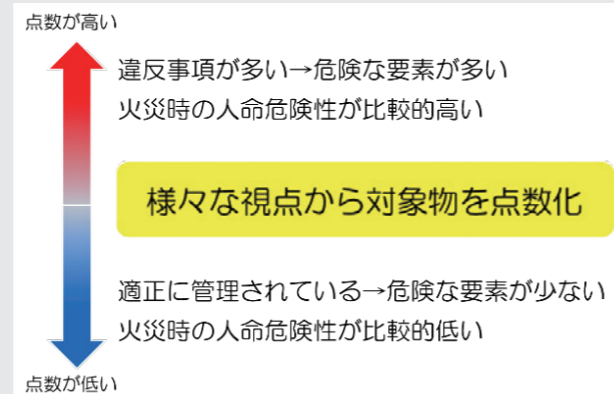 点数が高い
違反事項が多い→危険な要素が多い
火災時の人命危険性が比較的高い
様々な視点から対象物を点数化
適正に管理されている→危険な要素が少ない
火災時の人命危険性が比較的低い
点数が低い